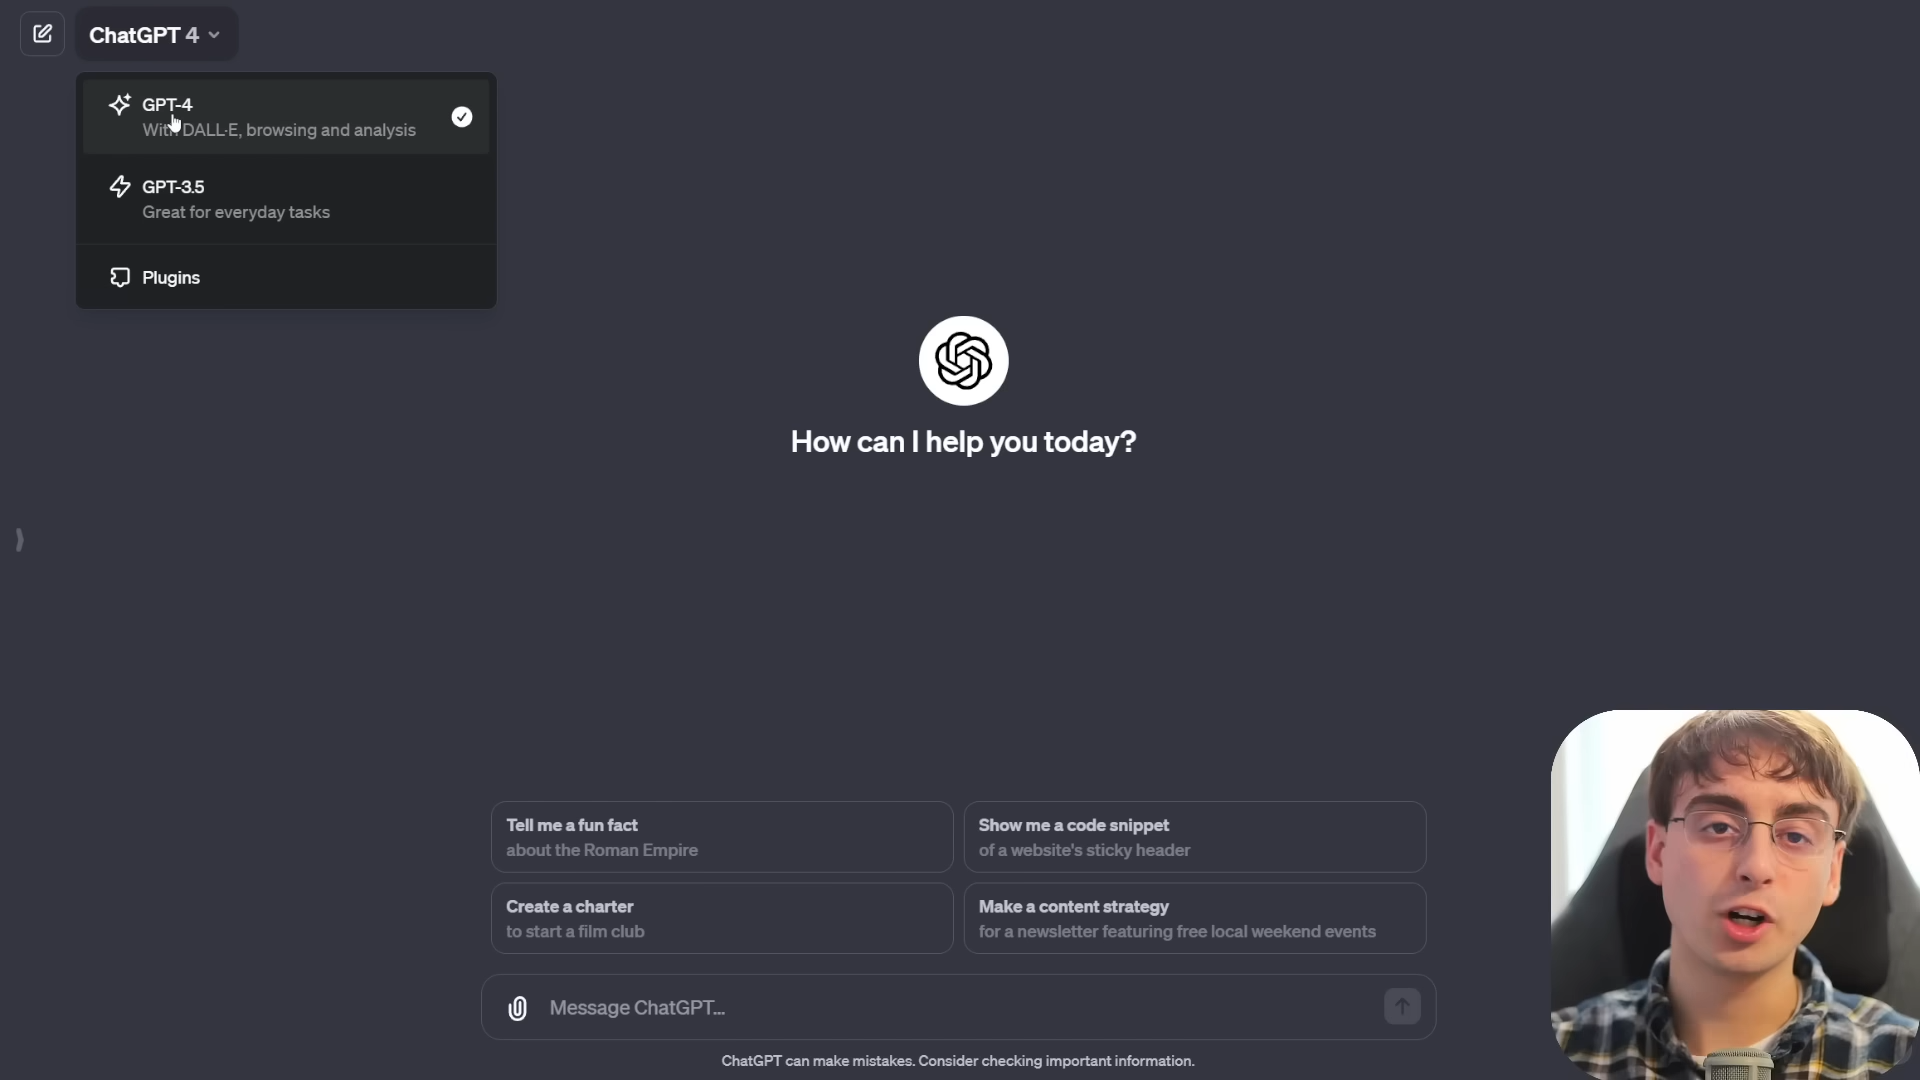 ChatGPT 4
GPT-4
With DALL·E, browsing and analysis
GPT-3.5
Great for everyday tasks
Plugins
How can I help you today?
Tell me a fun fact
about the Roman Empire
Show me a code snippet
of a website's sticky header
Create a charter
to start a film club
Make a content strategy
for a newsletter featuring free local weekend events
Message ChatGPT...
ChatGPT can make mistakes. Consider checking important information.